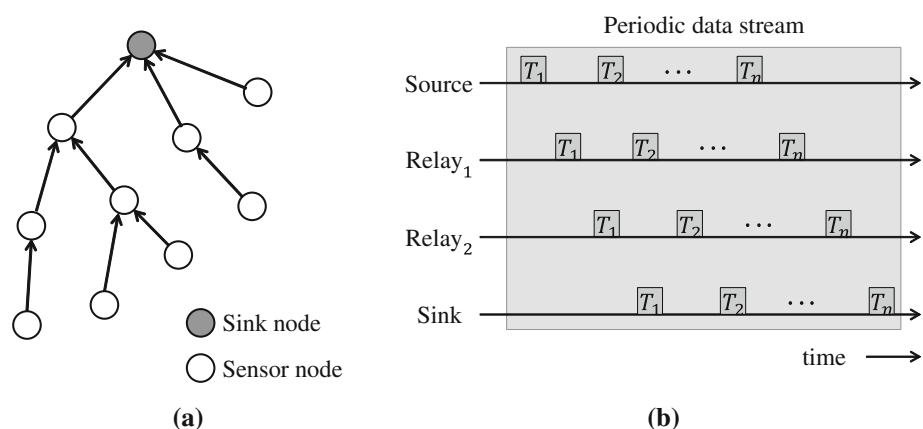 Sink node
Sensor node
(a)
Periodic data stream
Source T₁ T₂ ··· Tₙ
Relay₁ T₁ T₂ ··· Tₙ
Relay₂ T₁ T₂ ··· Tₙ
Sink T₁ T₂ ··· Tₙ
time
(b)